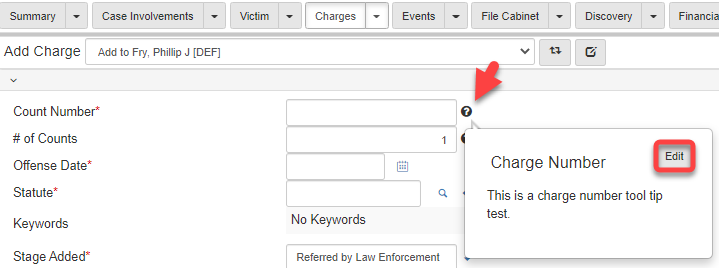 Summary Case Involvements Victim Charges Events File Cabinet Discovery Financia
Add Charge Add to Fry, Phillip J [DEF]
Count Number*
# of Counts 1
Offense Date*
Statute*
Keywords No Keywords
Stage Added* Referred by Law Enforcement
Charge Number Edit
This is a charge number tool tip
test.